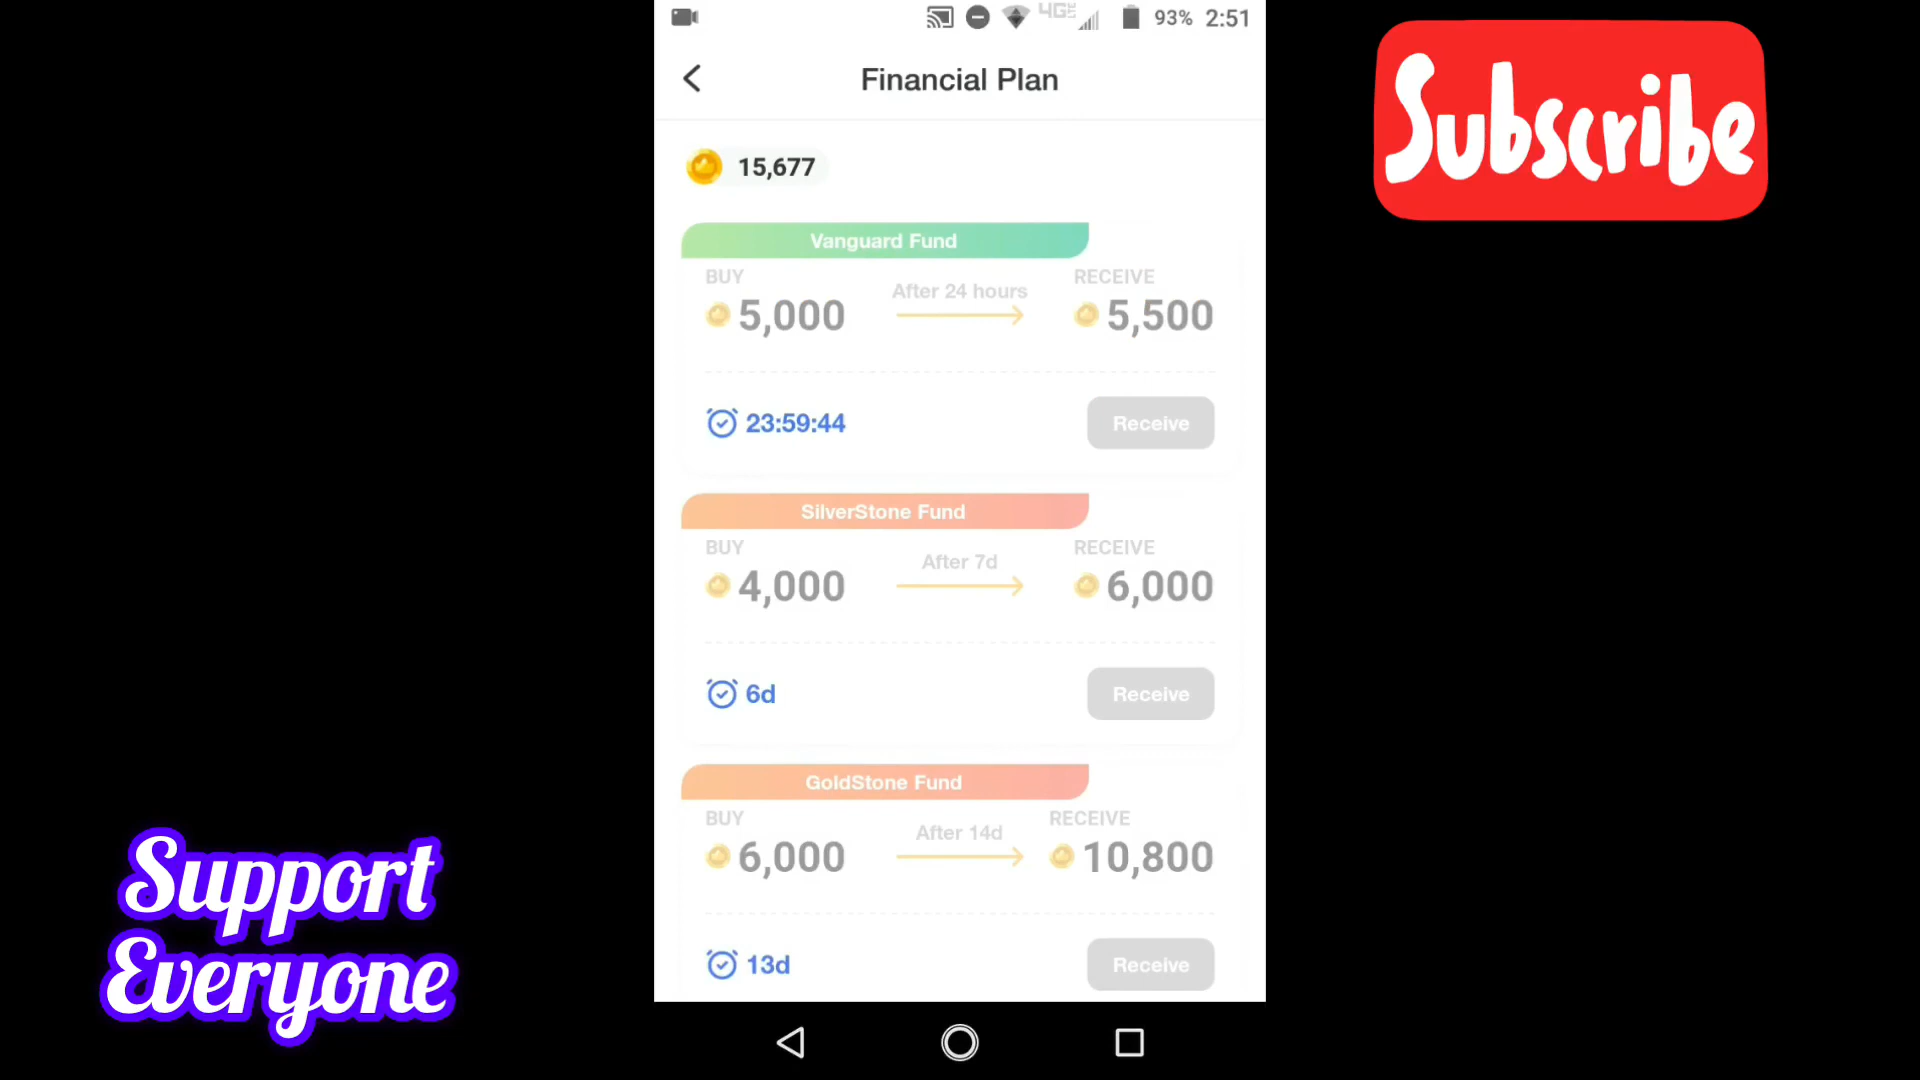 4G LTE 93% 2:51
Financial Plan
15,677
Vanguard Fund
BUY After 24 hours RECEIVE
5,000 5,500
23:59:44 Receive
SilverStone Fund
BUY After 7d RECEIVE
4,000 6,000
6d Receive
GoldStone Fund
BUY After 14d RECEIVE
6,000 10,800
13d Receive
Subscribe
Support
Everyone